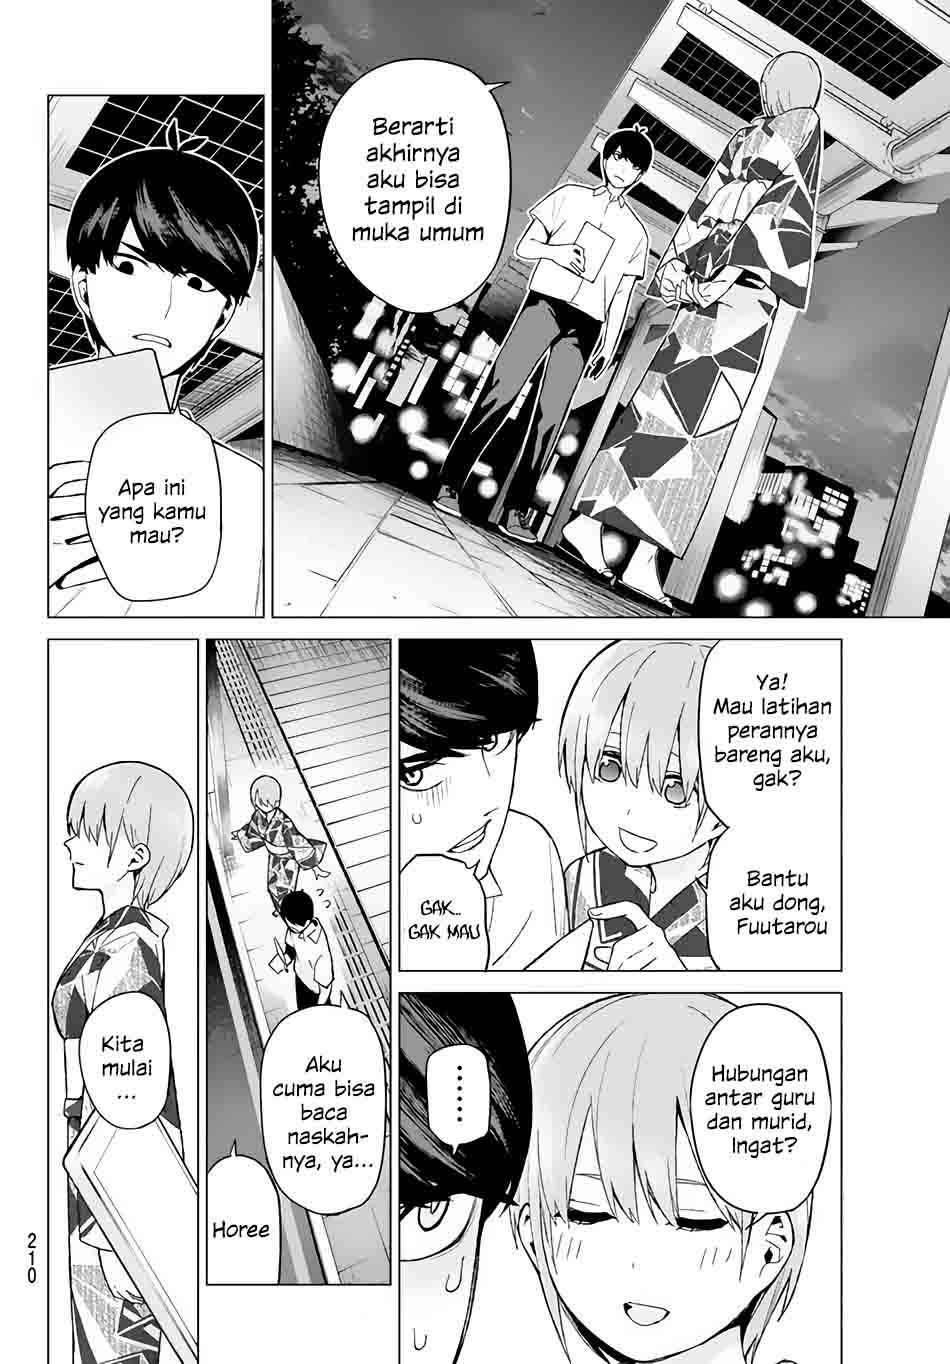 Berarti
akhirnya
aku bisa
tampil di
muka umum
Apa ini
yang kamu
mau?
Ya!
Mau latihan
perannya
bareng aku,
gak?
Bantu
aku dong,
Fuutarou
GAK..
GAK MAU
Hubungan
antar guru
dan murid,
Ingat?
......
Aku
cuma bisa
baca
naskah-
nya, ya...
Horee
Kita
mulai
...
210